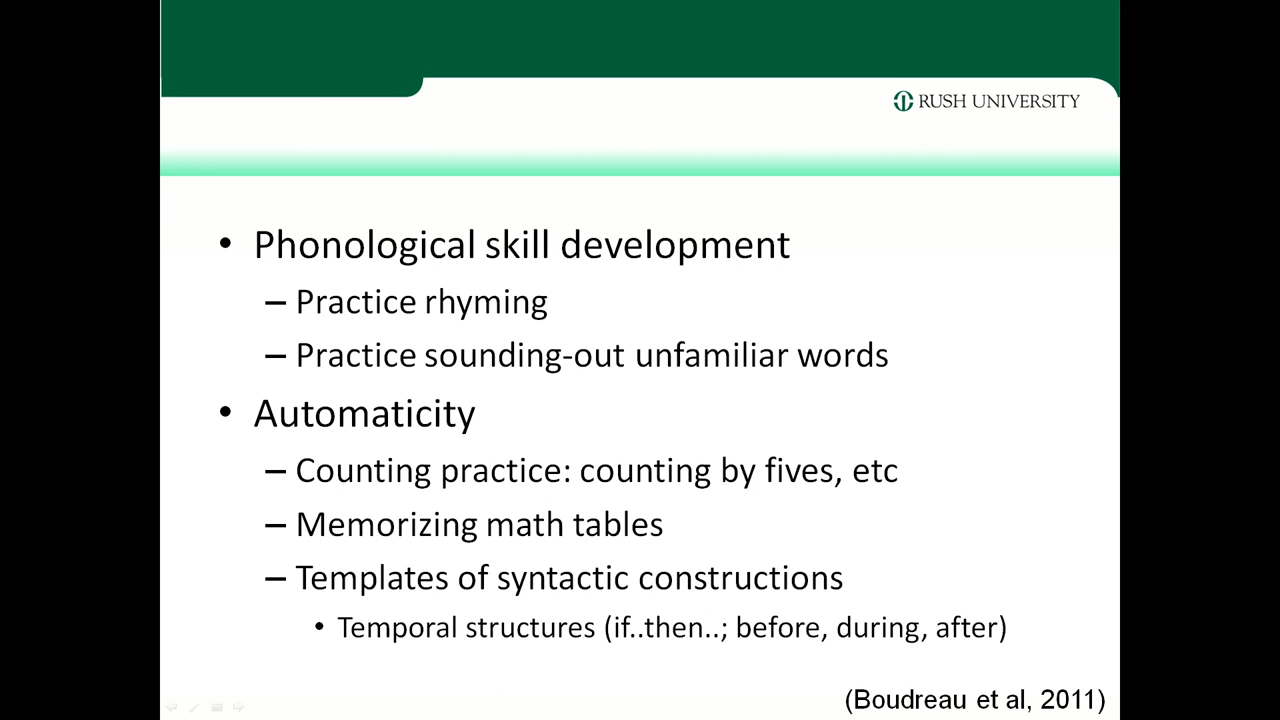 RUSH UNIVERSITY
• Phonological skill development
– Practice rhyming
– Practice sounding-out unfamiliar words
• Automaticity
– Counting practice: counting by fives, etc
– Memorizing math tables
– Templates of syntactic constructions
• Temporal structures (if..then..; before, during, after)
(Boudreau et al, 2011)